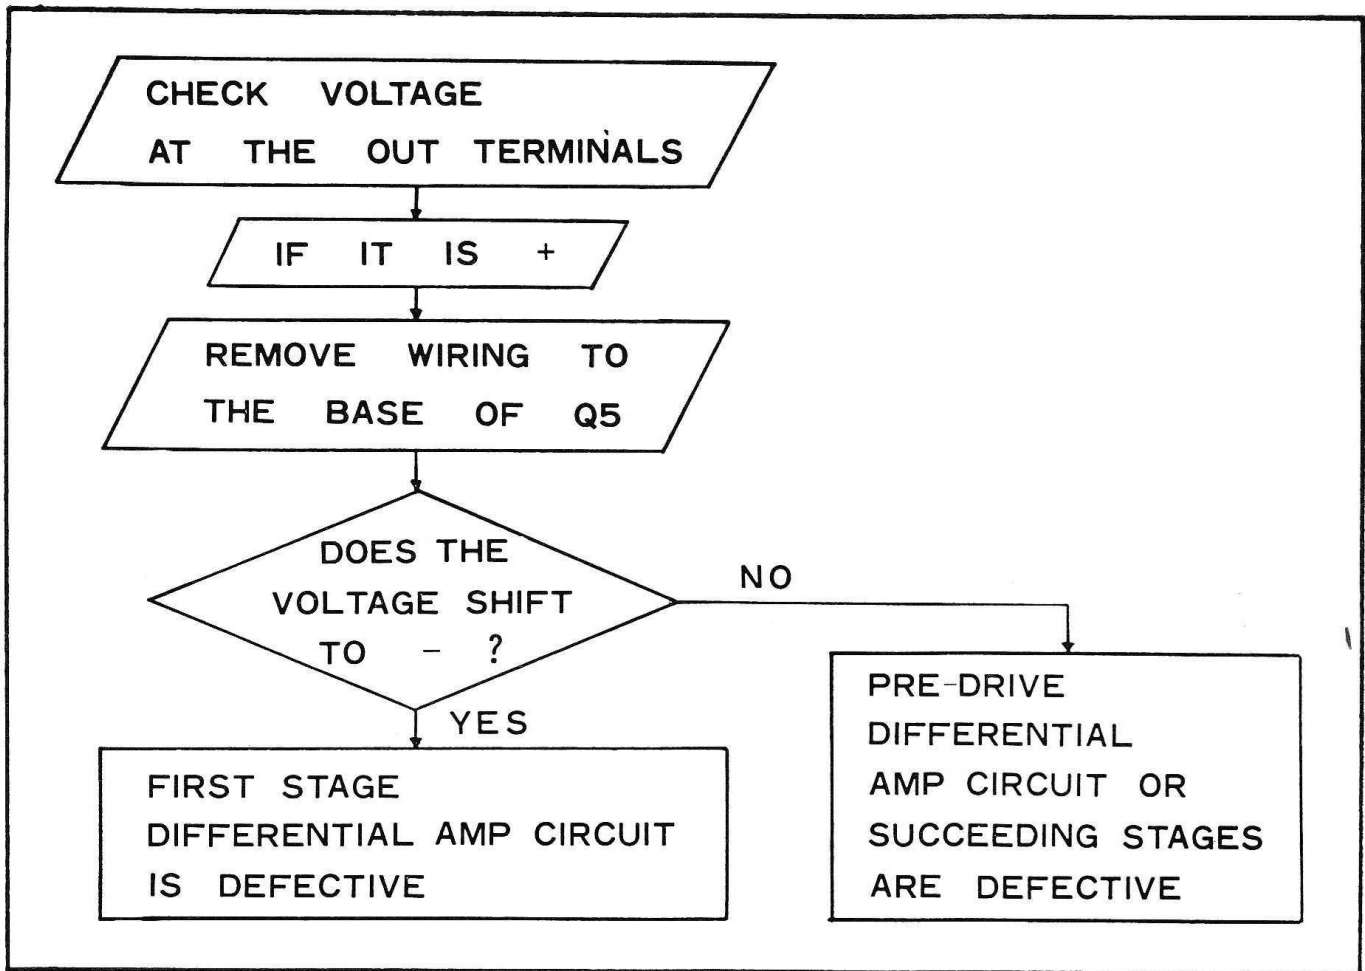 CHECK VOLTAGE
AT THE OUT TERMINALS
IF IT IS +
REMOVE WIRING TO
THE BASE OF Q5
DOES THE
VOLTAGE SHIFT
TO - ?
NO
YES
PRE-DRIVE
DIFFERENTIAL
AMP CIRCUIT OR
SUCCEEDING STAGES
ARE DEFECTIVE
FIRST STAGE
DIFFERENTIAL AMP CIRCUIT
IS DEFECTIVE